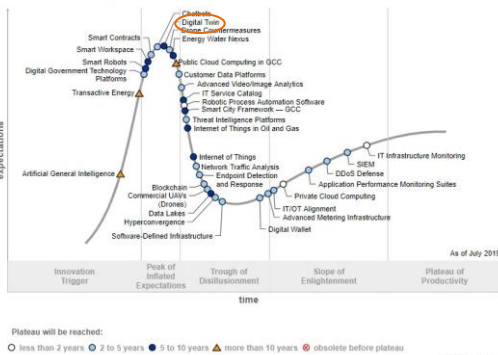 Chatbots
Digital Twin
Drone Countermeasures
Energy Water Nexus
Smart Contracts
Smart Workspace
Smart Robots
Digital Government Technology
Platforms
Transactive Energy
Artificial General Intelligence
Public Cloud Computing in GCC
Customer Data Platforms
Advanced Video/Image Analytics
IT Service Catalog
Robotic Process Automation Software
Smart City Framework — GCC
Threat Intelligence Platforms
Internet of Things in Oil and Gas
Internet of Things
Network Traffic Analysis
Endpoint Detection
and Response
Blockchain
Commercial UAVs
(Drones)
Data Lakes
Hyperconvergence
Software-Defined Infrastructure
Digital Wallet
Advanced Metering Infrastructure
IT/OT Alignment
Private Cloud Computing
Application Performance Monitoring Suites
DDoS Defense
SIEM
IT Infrastructure Monitoring
expectations
As of July 2019
Innovation
Trigger
Peak of
Inflated
Expectations
Trough of
Disillusionment
Slope of
Enlightenment
Plateau of
Productivity
time
Plateau will be reached:
less than 2 years 2 to 5 years 5 to 10 years more than 10 years obsolete before plateau